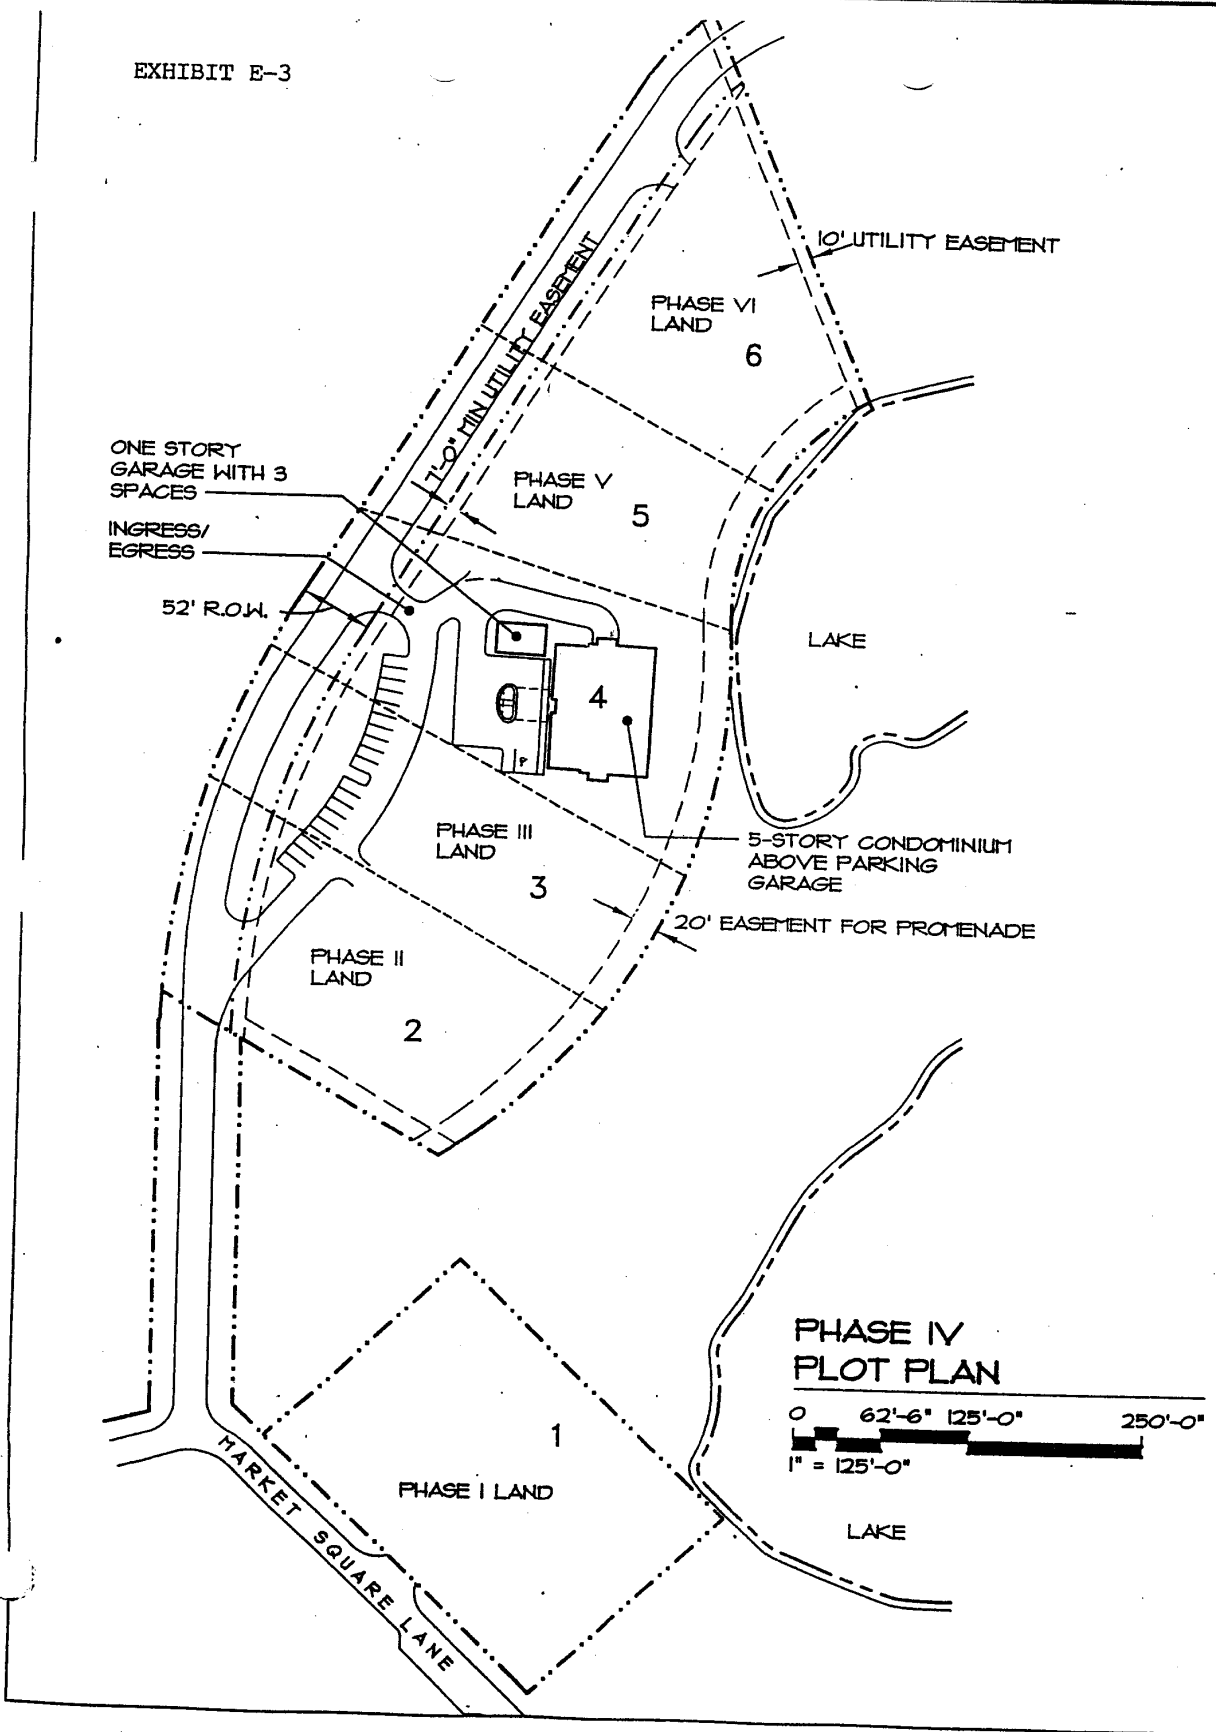 EXHIBIT E-3
10' UTILITY EASEMENT
PHASE VI
LAND
6
7'-0" MIN UTILITY EASEMENT
ONE STORY
GARAGE WITH 3
SPACES
PHASE V
LAND
5
INGRESS/
EGRESS
52' R.O.W.
LAKE
4
P
PHASE III
LAND
3
5-STORY CONDOMINIUM
ABOVE PARKING
GARAGE
20' EASEMENT FOR PROMENADE
PHASE II
LAND
2
PHASE IV
PLOT PLAN
0 62'-6" 125'-0" 250'-0"
1" = 125'-0"
1
PHASE I LAND
MARKET SQUARE LANE
LAKE